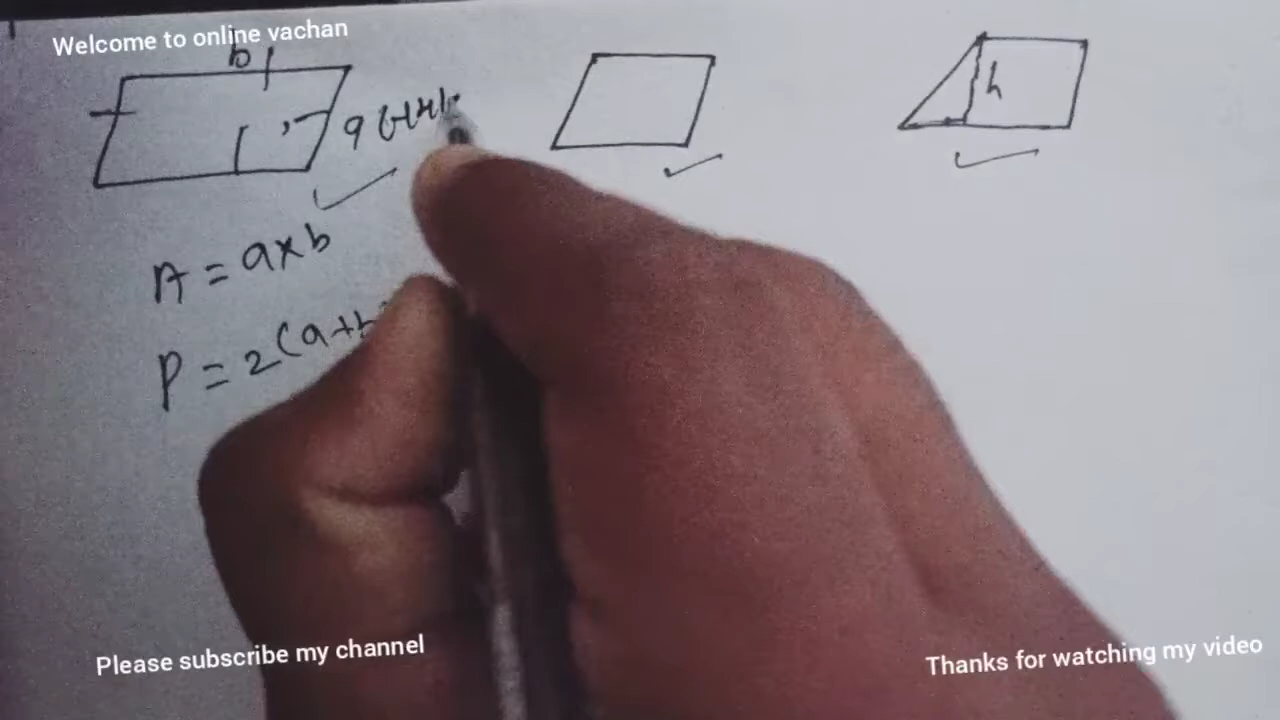 Welcome to online vachan
b
h
A = a×b
P = 2(a+b
Please subscribe my channel
Thanks for watching my video